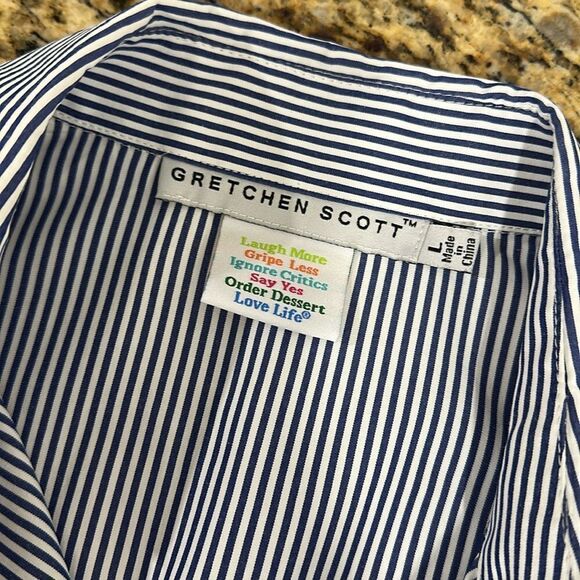 GRETCHEN SCOTT™
L
Made
in
China
Laugh More
Gripe Less
Ignore Critics
Say Yes
Order Dessert
Love Life®